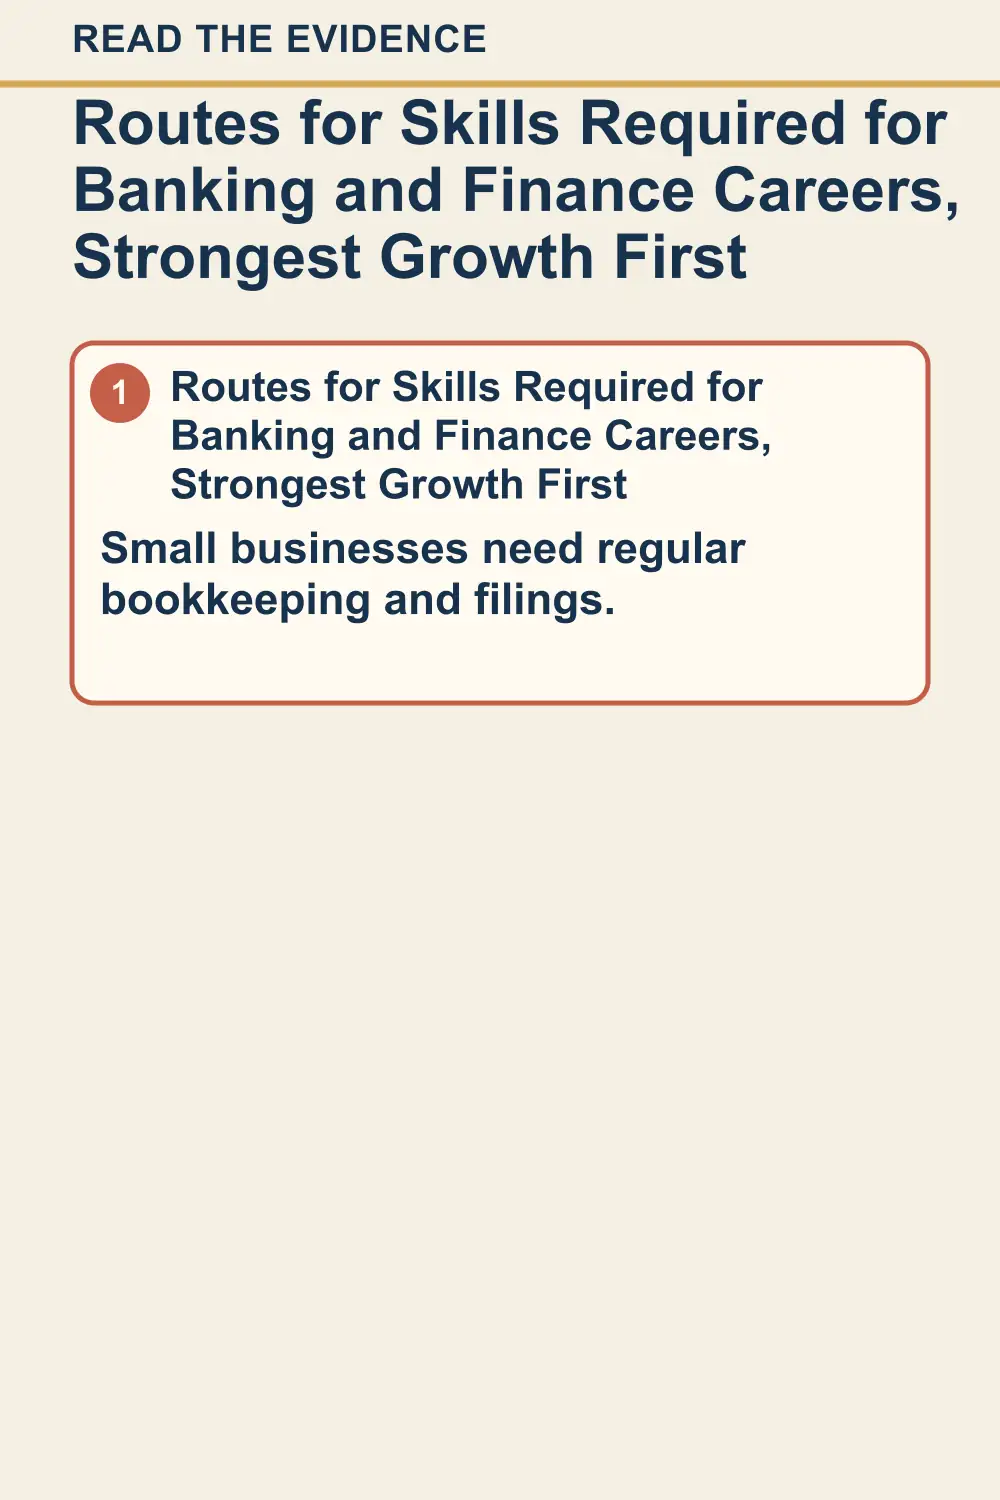 READ THE EVIDENCE
Routes for Skills Required for
Banking and Finance Careers,
Strongest Growth First
1
Routes for Skills Required for
Banking and Finance Careers,
Strongest Growth First
Small businesses need regular
bookkeeping and filings.